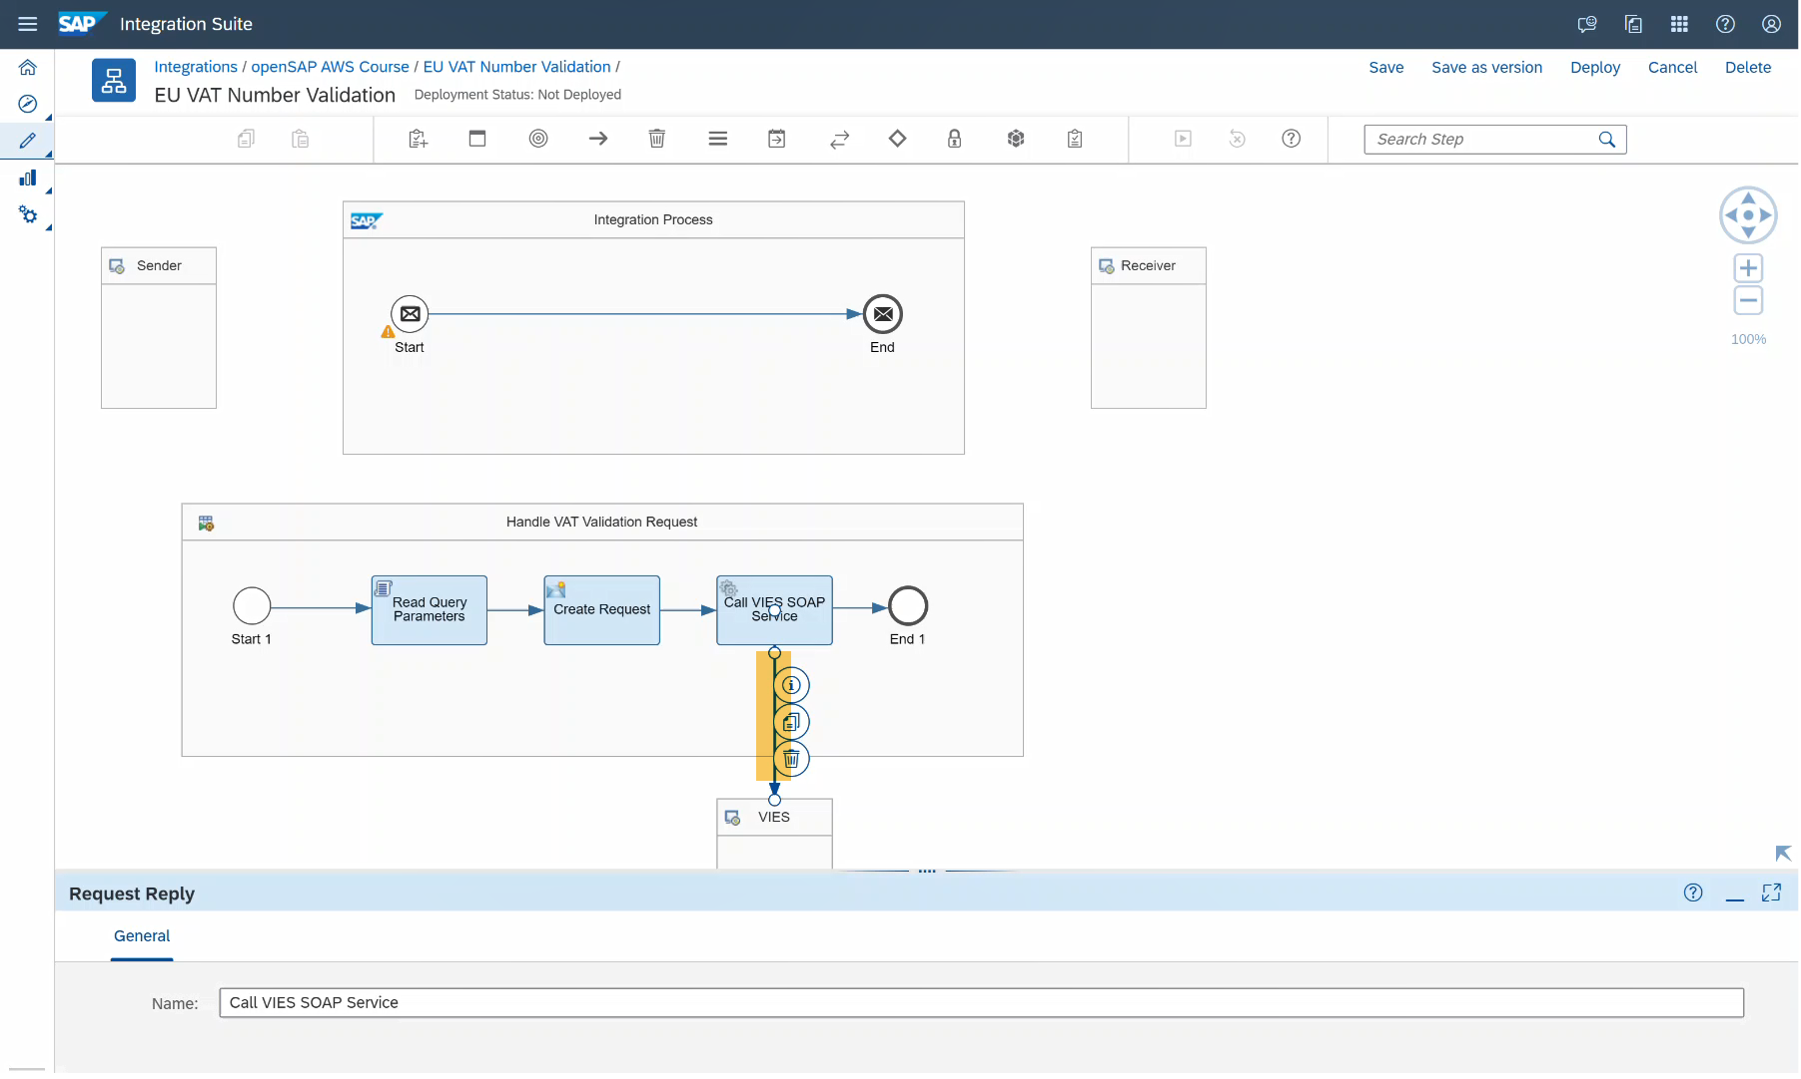 SAP Integration Suite
Integrations / openSAP AWS Course / EU VAT Number Validation /
EU VAT Number Validation Deployment Status: Not Deployed
Save Save as version Deploy Cancel Delete
Search Step
SAP Integration Process
Sender
Receiver
Start
End
100%
Handle VAT Validation Request
Read Query
Parameters
Create Request
Call VIES SOAP
Service
Start 1
End 1
VIES
Request Reply
General
Name: Call VIES SOAP Service